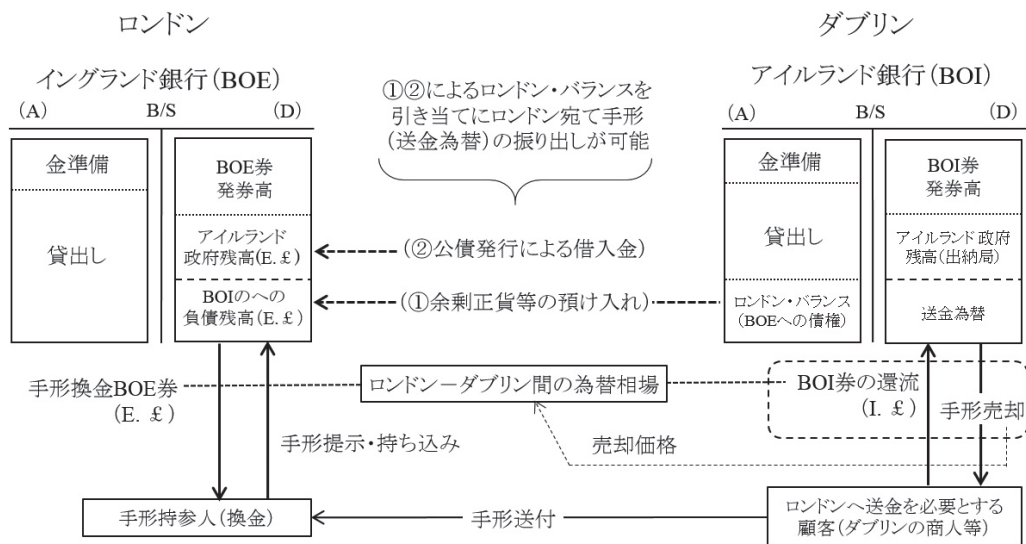 ロンドン
ダブリン
イングランド銀行(BOE)
アイルランド銀行(BOI)
(A) B/S (D)
(A) B/S (D)
①②によるロンドン・バランスを
引き当てにロンドン宛て手形
(送金為替)の振り出しが可能
金準備
貸出し
BOE券
発券高
アイルランド
政府残高(E.£)
BOIのへの
負債残高(E.£)
(②公債発行による借入金)
(①余剰正貨等の預け入れ)
金準備
貸出し
ロンドン・バランス
(BOEへの債権)
BOI券
発券高
アイルランド政府
残高(出納局)
送金為替
手形換金BOE券
(E. £)
ロンドン－ダブリン間の為替相場
BOI券の還流
(I. £)
手形売却
手形提示・持ち込み
売却価格
手形持参人(換金)
手形送付
ロンドンへ送金を必要とする
顧客(ダブリンの商人等)